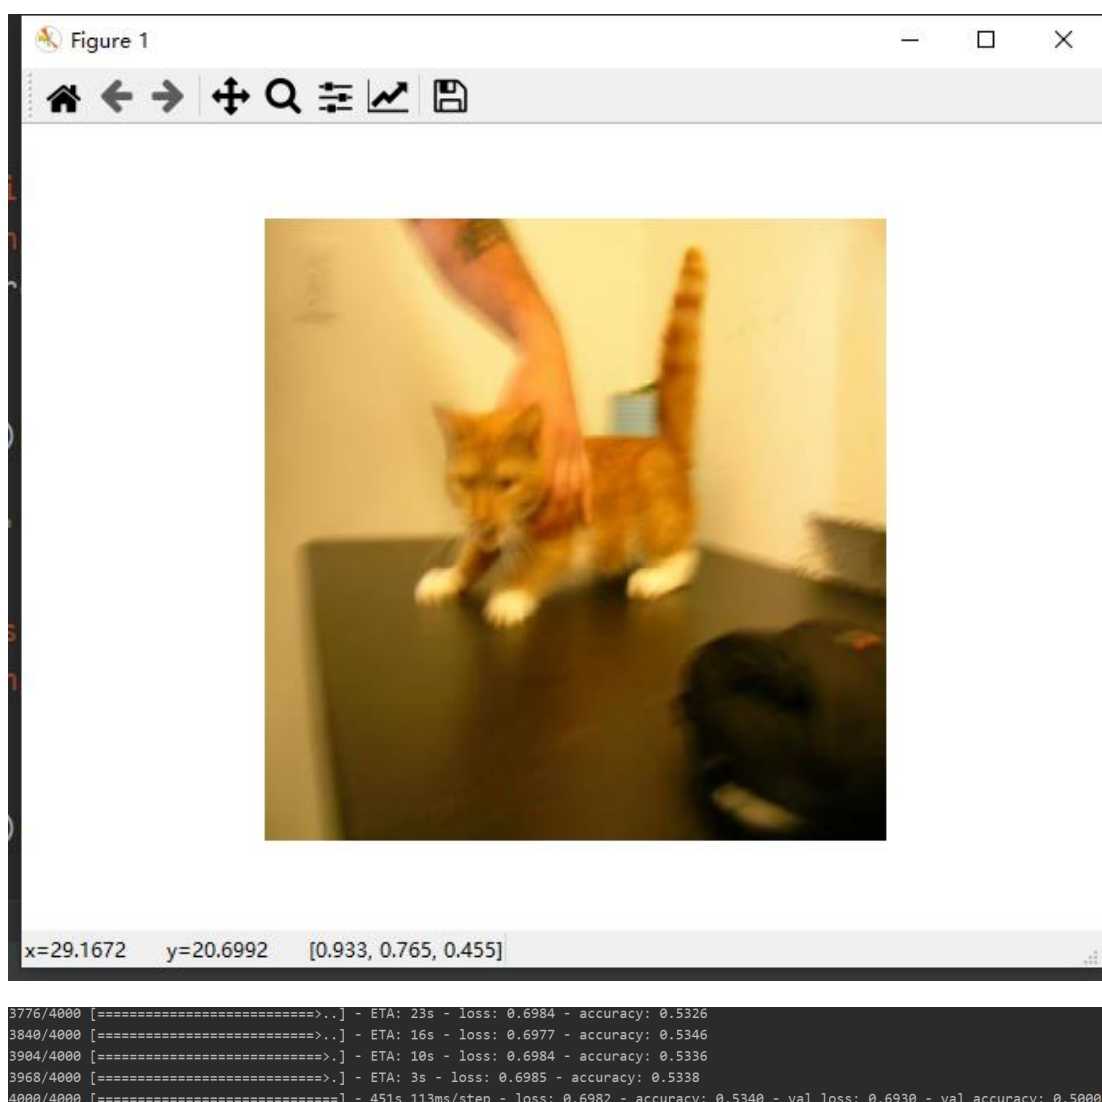 Figure 1
x=29.1672 y=20.6992 [0.933, 0.765, 0.455]
3776/4000 [===========================>..] - ETA: 23s - loss: 0.6984 - accuracy: 0.5326
3840/4000 [===========================>..] - ETA: 16s - loss: 0.6977 - accuracy: 0.5346
3904/4000 [============================>.] - ETA: 10s - loss: 0.6984 - accuracy: 0.5336
3968/4000 [============================>.] - ETA: 3s - loss: 0.6985 - accuracy: 0.5338
4000/4000 [==============================] - 451s 113ms/step - loss: 0.6982 - accuracy: 0.5340 - val_loss: 0.6930 - val_accuracy: 0.5000